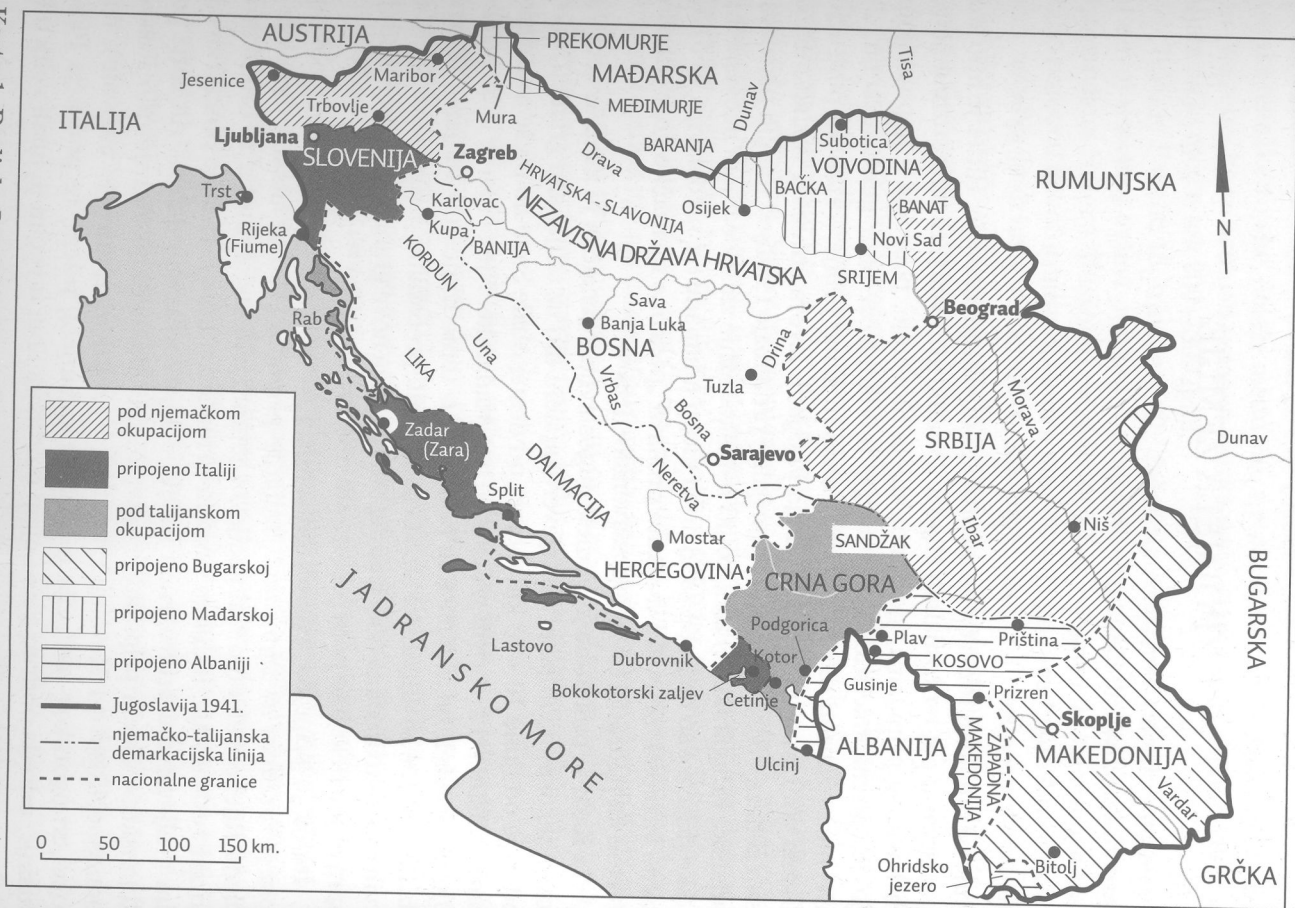 AUSTRIJA
PREKOMURJE
MAĐARSKA
MEĐIMURJE
Jesenice
Maribor
Trbovlje
Mura
ITALIJA
Ljubljana
SLOVENIJA
Zagreb
Drava
Dunav
Tisa
BARANJA
Subotica
VOJVODINA
BAČKA
BANAT
RUMUNJSKA
N
Trst
Rijeka
(Fiume)
Karlovac
Kupa
HRVATSKA - SLAVONIJA
NEZAVISNA DRŽAVA HRVATSKA
Osijek
Novi Sad
SRIJEM
KORDUN
BANIJA
Beograd
Rab
Sava
Banja Luka
BOSNA
Una
LIKA
Vrbas
Tuzla
Drina
Bosna
Morava
SRBIJA
Dunav
Zadar
(Zara)
Sarajevo
DALMACIJA
Neretva
Split
Mostar
HERCEGOVINA
SANDŽAK
Ibar
Niš
CRNA GORA
BUGARSKA
JADRANSKO MORE
Lastovo
Dubrovnik
Podgorica
Kotor
Bokokotorski zaljev
Cetinje
Plav
Gusinje
Priština
KOSOVO
Prizren
Ulcinj
ALBANIJA
ZAPADNA
MAKEDONIJA
Skoplje
MAKEDONIJA
Vardar
Ohridsko
jezero
Bitolj
GRČKA
pod njemačkom
okupacijom
pripojeno Italiji
pod talijanskom
okupacijom
pripojeno Bugarskoj
pripojeno Mađarskoj
pripojeno Albaniji
Jugoslavija 1941.
njemačko-talijanska
demarkacijska linija
nacionalne granice
0 50 100 150 km.